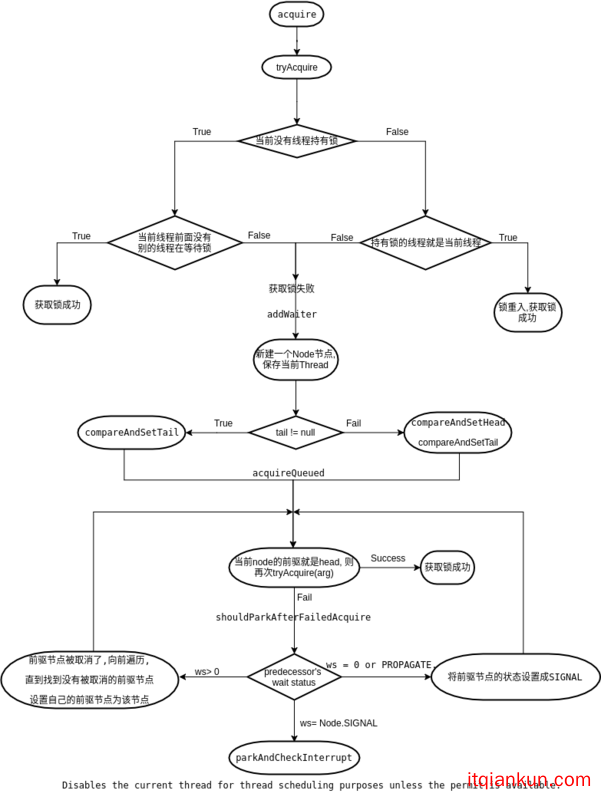 acquire
tryAcquire
当前没有线程持有锁
True
False
当前线程前面没有
别的线程在等待锁
True
False
False
持有锁的线程就是当前线程
True
获取锁成功
获取锁失败
锁重入,获取锁
成功
addWaiter
新建一个Node节点,
保存当前Thread
tail != null
True
Fail
compareAndSetTail
compareAndSetHead
compareAndSetTail
acquireQueued
当前node的前驱就是head, 则
再次tryAcquire(arg)
Success
获取锁成功
Fail
shouldParkAfterFailedAcquire
前驱节点被取消了,向前遍历,
直到找到没有被取消的前驱节点
设置自己的前驱节点为该节点
ws> 0
predecessor's
wait status
ws = 0 or PROPAGATE,
将前驱节点的状态设置成SIGNAL
ws= Node.SIGNAL
parkAndCheckInterrupt
itqiankun.com
Disables the current thread for thread scheduling purposes unless the permit is available.